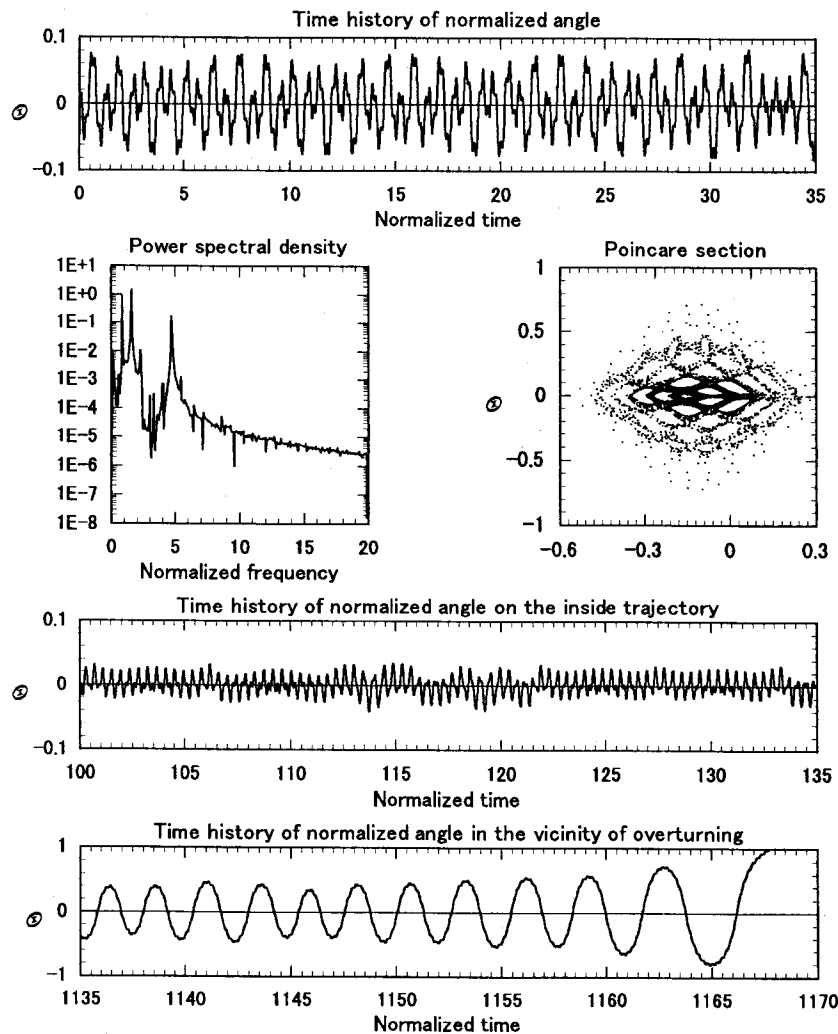 Time history of normalized angle
0.1
0
-0.1
Θ
0 5 10 15 20 25 30 35
Normalized time
Power spectral density
1E+1
1E+0
1E-1
1E-2
1E-3
1E-4
1E-5
1E-6
1E-7
1E-8
0 5 10 15 20
Normalized frequency
Poincare section
1
0.5
0
-0.5
-1
Θ
-0.6 -0.3 0 0.3
Time history of normalized angle on the inside trajectory
0.1
0
-0.1
Θ
100 105 110 115 120 125 130 135
Normalized time
Time history of normalized angle in the vicinity of overturning
1
0
-1
Θ
1135 1140 1145 1150 1155 1160 1165 1170
Normalized time